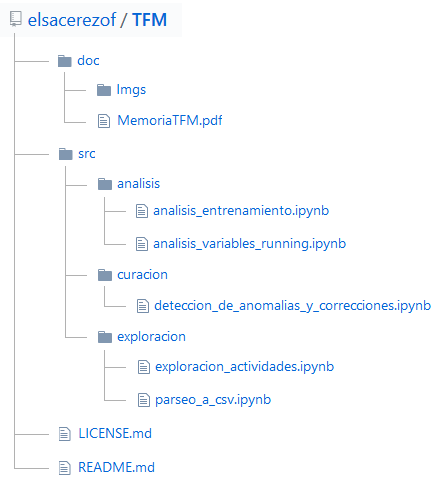 elsacerezof / TFM
doc
Imgs
MemoriaTFM.pdf
src
analisis
analisis_entrenamiento.ipynb
analisis_variables_running.ipynb
curacion
deteccion_de_anomalias_y_correcciones.ipynb
exploracion
exploracion_actividades.ipynb
parseo_a_csv.ipynb
LICENSE.md
README.md